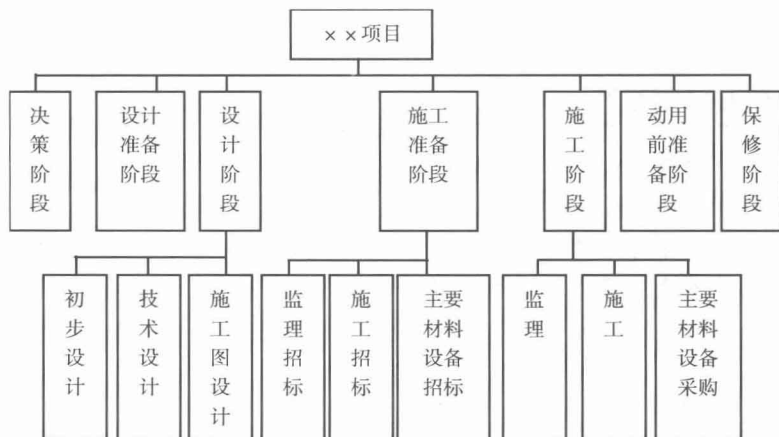 ××项目
决策阶段
设计
准备
阶段
设计阶段
施工
准备
阶段
施工阶段
动用
前准
备阶
段
保修阶段
初步设计
技术设计
施工图设计
监理招标
施工招标
主要
材料
设备
招标
监理
施工
主要
材料
设备
采购